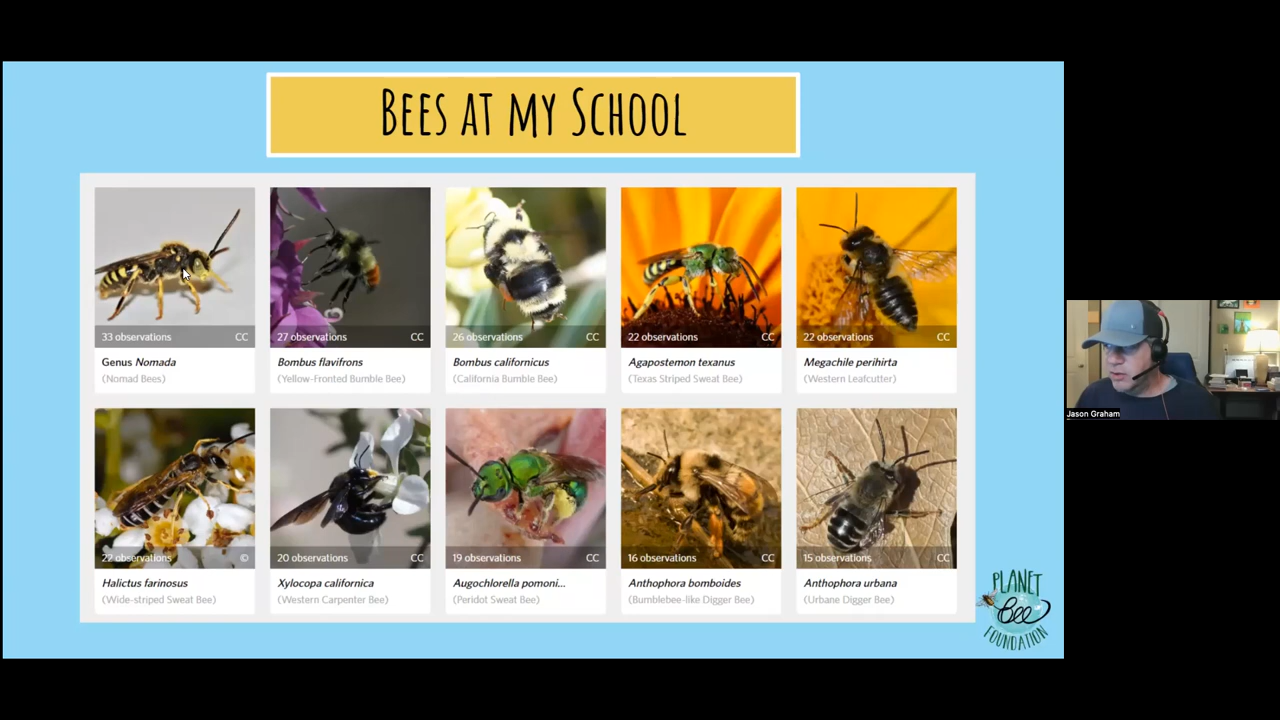 BEES AT MY SCHOOL
33 observations CC
27 observations CC
26 observations CC
22 observations CC
22 observations CC
Genus Nomada
Bombus flavifrons
Bombus californicus
Agapostemon texanus
Megachile perihirta
(Nomad Bees)
(Yellow-Fronted Bumble Bee)
(California Bumble Bee)
(Texas Striped Sweat Bee)
(Western Leafcutter)
22 observations ©
20 observations CC
19 observations CC
16 observations CC
15 observations CC
Halictus farinosus
Xylocopa californica
Augochlorella pomoni...
Anthophora bomboides
Anthophora urbana
(Wide-striped Sweat Bee)
(Western Carpenter Bee)
(Peridot Sweat Bee)
(Bumblebee-like Digger Bee)
(Urbane Digger Bee)
PLANET
Bee
FOUNDATION
Jason Graham